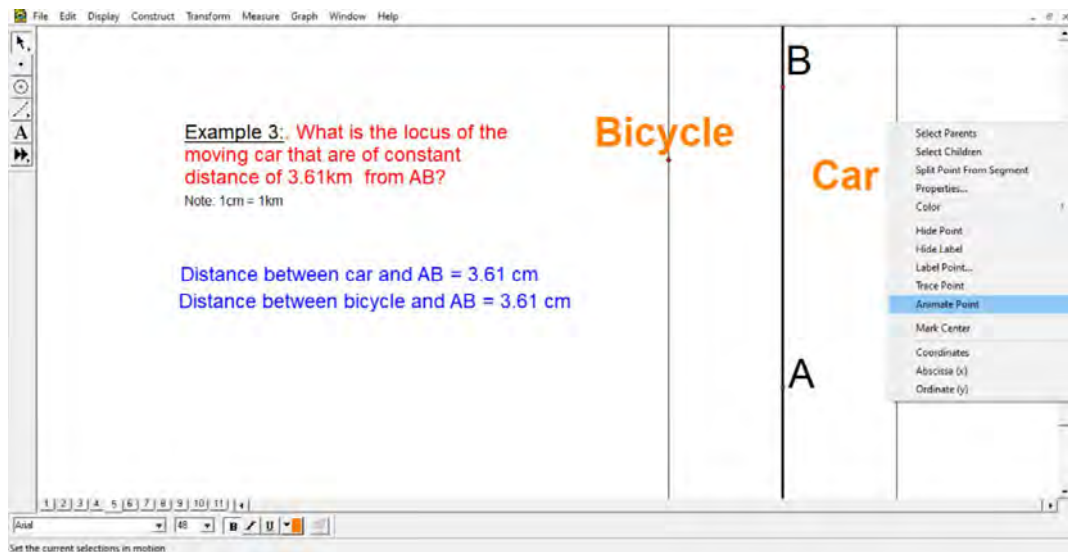 File Edit Display Construct Transform Measure Graph Window Help
A
B
Bicycle
Example 3:. What is the locus of the
moving car that are of constant
distance of 3.61km from AB?
Note: 1cm = 1km
Car
Distance between car and AB = 3.61 cm
Distance between bicycle and AB = 3.61 cm
A
Select Parents
Select Children
Split Point From Segment
Properties...
Color
Hide Point
Hide Label
Label Point...
Trace Point
Animate Point
Mark Center
Coordinates
Abscissa (x)
Ordinate (y)
1 2 3 4 5 6 7 8 9 10 11
Arial 48 B I U
Set the current selections in motion